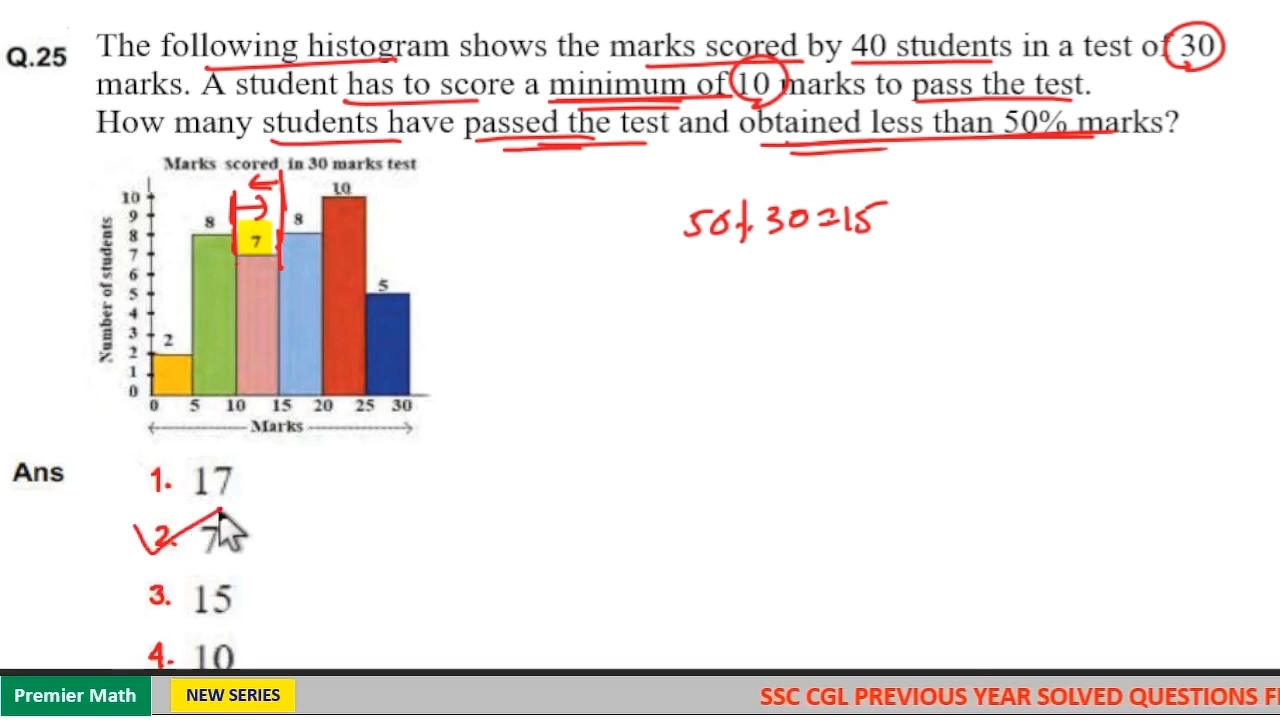 Q.25 The following histogram shows the marks scored by 40 students in a test of 30
marks. A student has to score a minimum of 10 marks to pass the test.
How many students have passed the test and obtained less than 50% marks?
Marks scored in 30 marks test
Number of students
10
9
8
7
6
5
4
3
2
1
0
2
8
7
8
10
5
0 5 10 15 20 25 30
Marks
50% 30=15
Ans
1. 17
2. 7
3. 15
4. 10
Premier Math
NEW SERIES
SSC CGL PREVIOUS YEAR SOLVED QUESTIONS